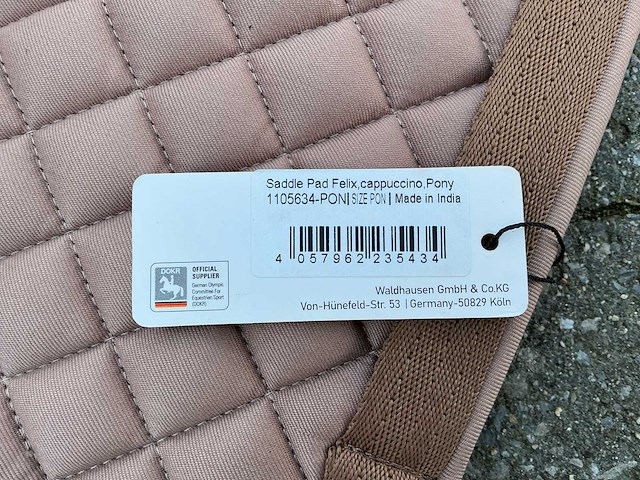 Saddle Pad Felix,cappuccino,Pony
1105634-PON| SIZE PON | Made in India
4 057962 235434
DOKR
OFFICIAL
SUPPLIER
German Olympic
Committee For
Equestrian Sport
(DOKR)
Waldhausen GmbH & Co.KG
Von-Hünefeld-Str. 53 | Germany-50829 Köln